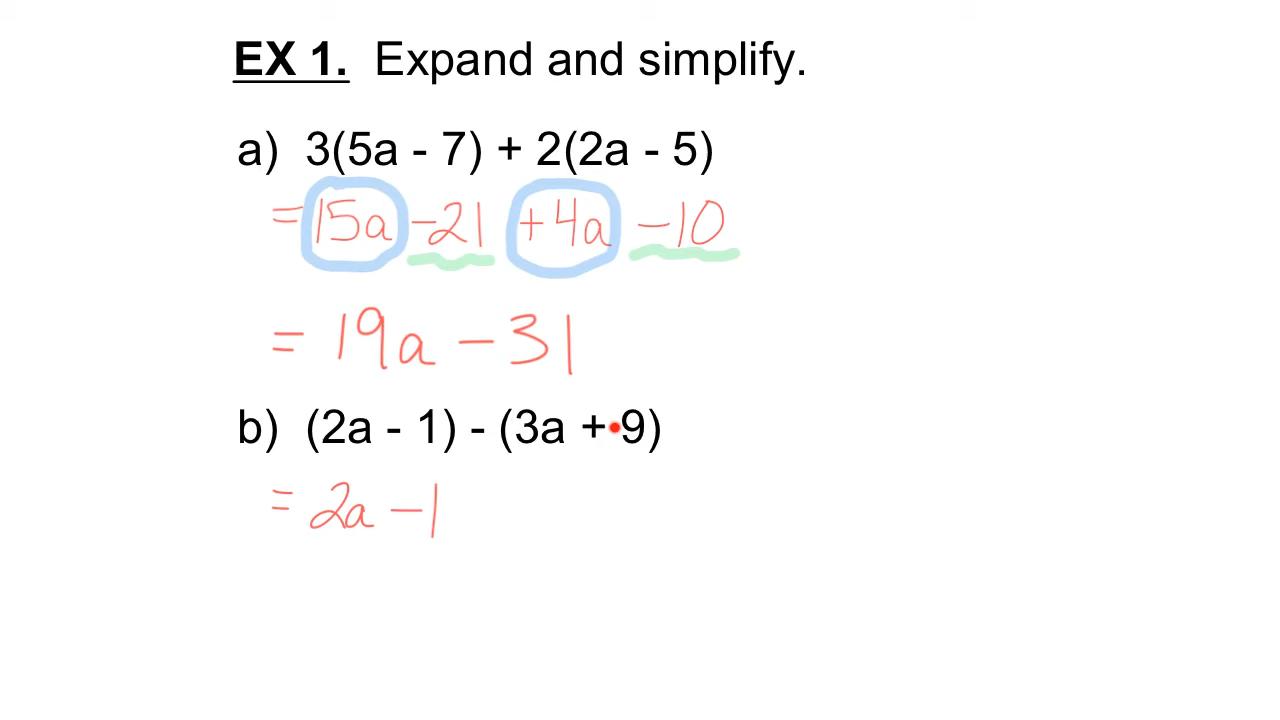 EX 1. Expand and simplify.
a) 3(5a - 7) + 2(2a - 5)
= 15a - 21 + 4a - 10
= 19a - 31
b) (2a - 1) - (3a + 9)
= 2a - 1